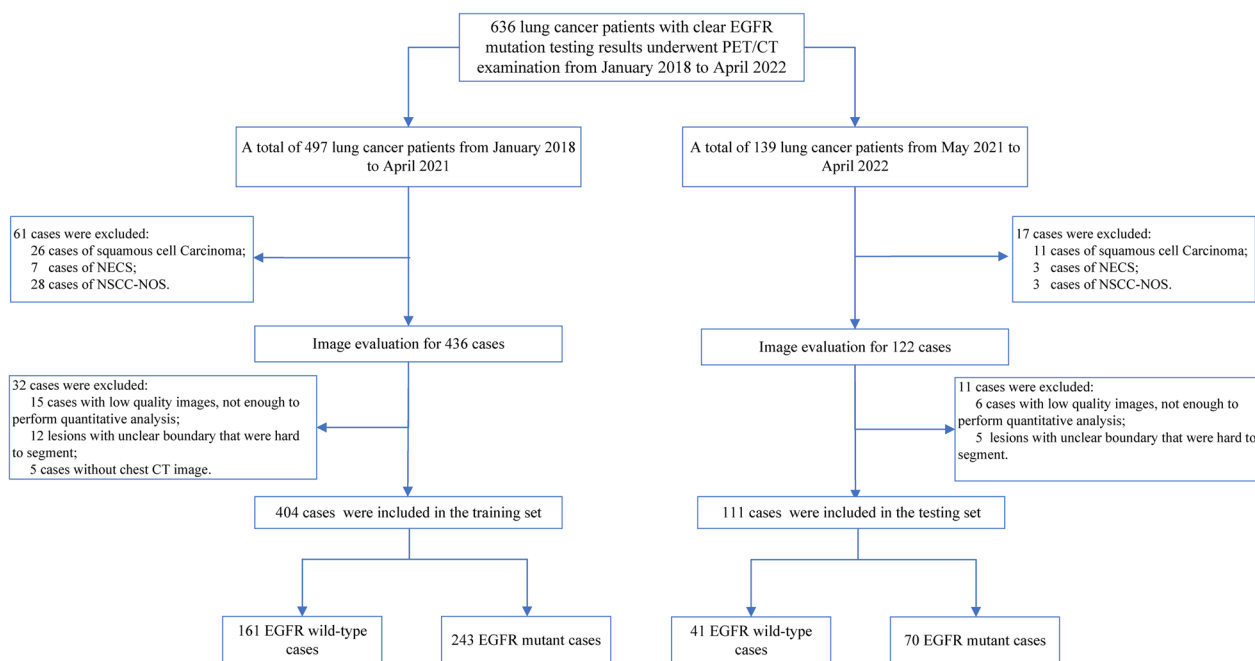 636 lung cancer patients with clear EGFR
mutation testing results underwent PET/CT
examination from January 2018 to April 2022
A total of 497 lung cancer patients from January 2018
to April 2021
A total of 139 lung cancer patients from May 2021 to
April 2022
61 cases were excluded:
26 cases of squamous cell Carcinoma;
7 cases of NECS;
28 cases of NSCC-NOS.
17 cases were excluded:
11 cases of squamous cell Carcinoma;
3 cases of NECS;
3 cases of NSCC-NOS.
Image evaluation for 436 cases
Image evaluation for 122 cases
32 cases were excluded:
15 cases with low quality images, not enough to
perform quantitative analysis;
12 lesions with unclear boundary that were hard
to segment;
5 cases without chest CT image.
11 cases were excluded:
6 cases with low quality images, not enough to
perform quantitative analysis;
5 lesions with unclear boundary that were hard to
segment.
404 cases were included in the training set
111 cases were included in the testing set
161 EGFR wild-type
cases
243 EGFR mutant cases
41 EGFR wild-type
cases
70 EGFR mutant cases